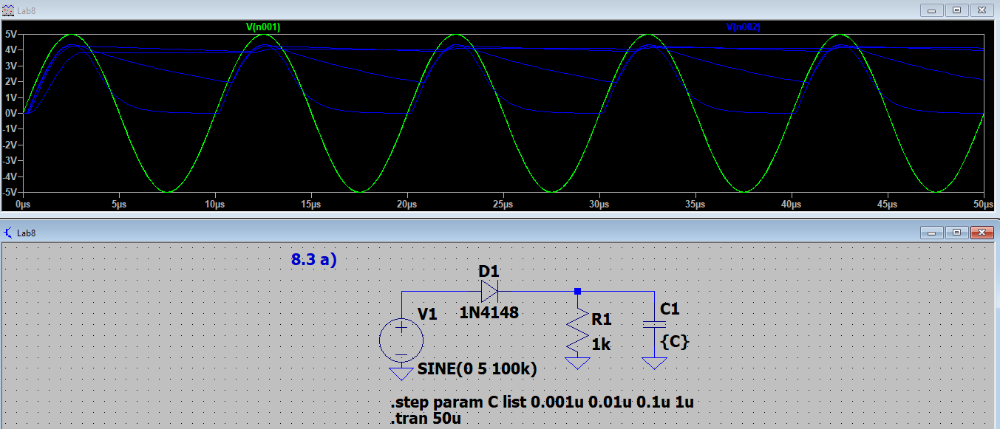 Lab8
V(n001) V(n002)
5V
4V
3V
2V
1V
0V
-1V
-2V
-3V
-4V
-5V
0µs 5µs 10µs 15µs 20µs 25µs 30µs 35µs 40µs 45µs 50µs
Lab8
8.3 a)
D1
1N4148
V1
SINE(0 5 100k)
R1
1k
C1
{C}
.step param C list 0.001u 0.01u 0.1u 1u
.tran 50u